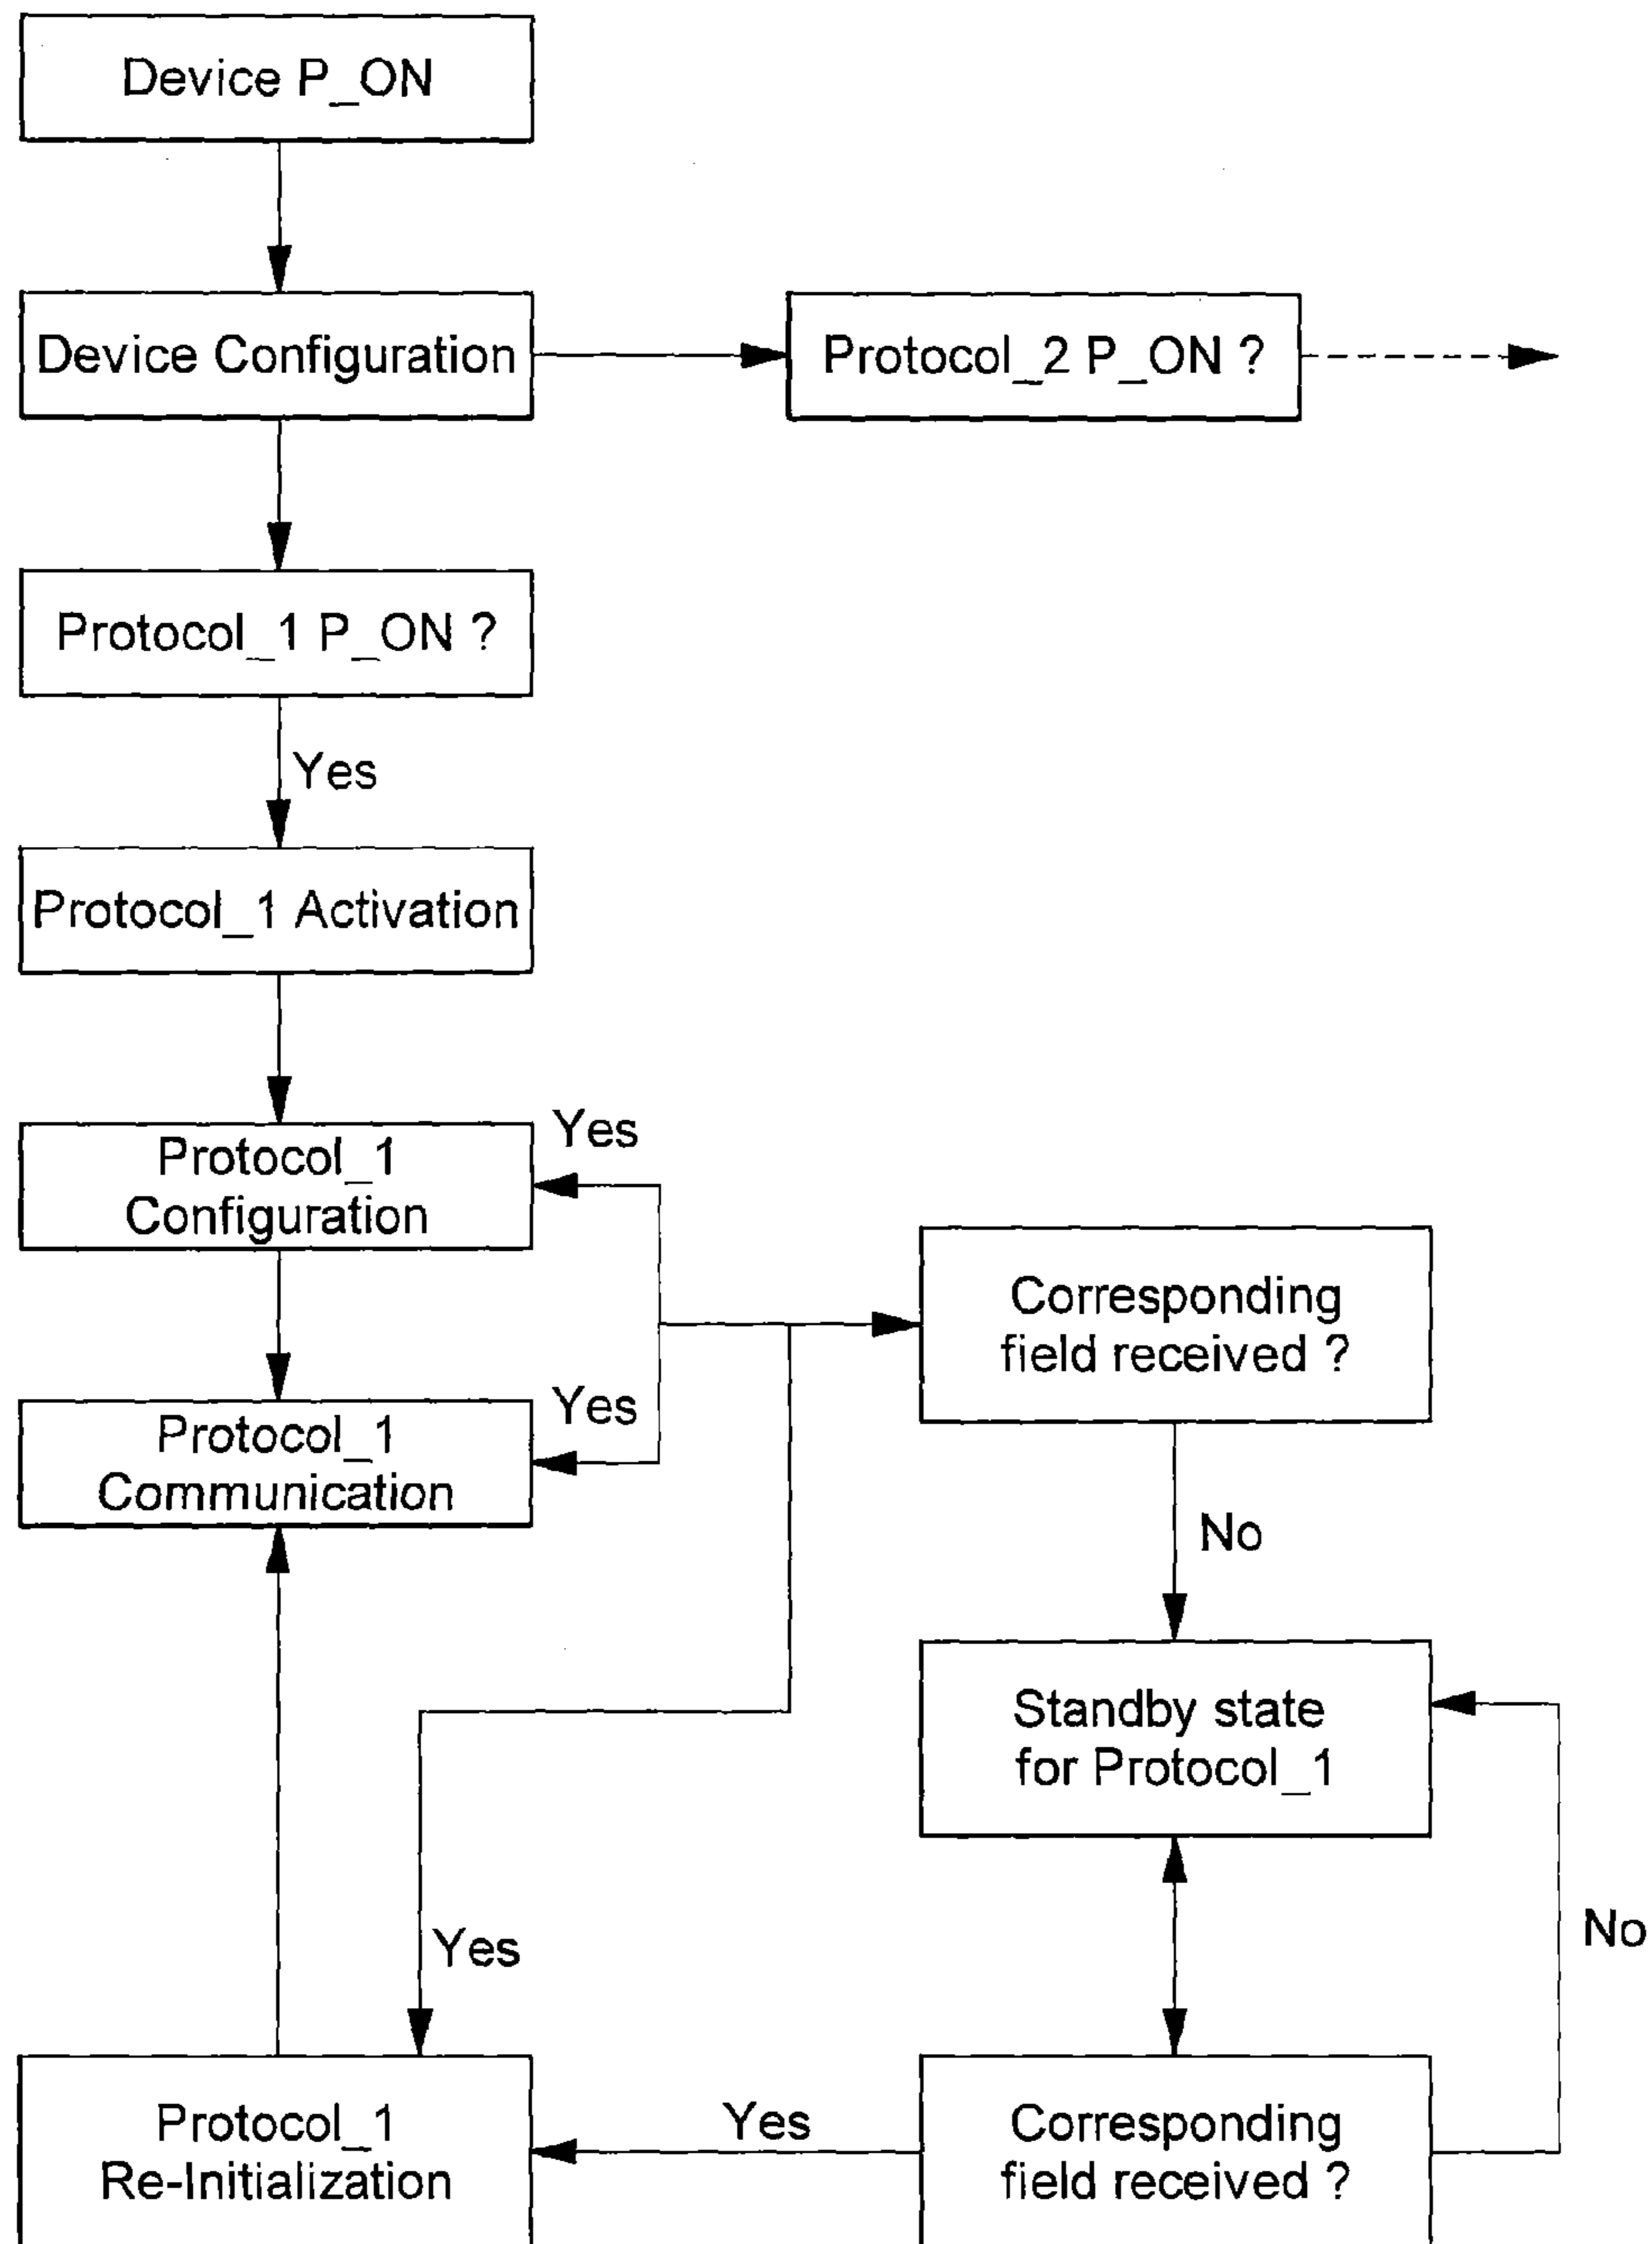 Device P_ON
Device Configuration
Protocol_2 P_ON ?
Protocol_1 P_ON ?
Yes
Protocol_1 Activation
Yes
Protocol_1
Configuration
Corresponding
field received ?
Yes
Protocol_1
Communication
No
Standby state
for Protocol_1
No
Yes
Protocol_1
Re-Initialization
Yes
Corresponding
field received ?